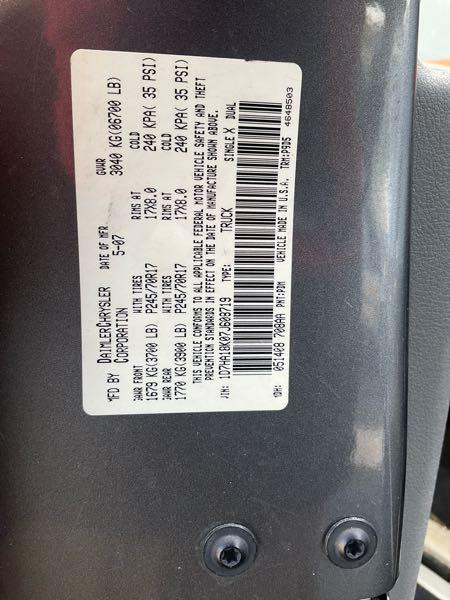 MFD BY DAIMLERCHRYSLER CORPORATION
DATE OF MFR 5-07
GVWR 3040 KG(06700 LB)
GAWR FRONT WITH TIRES RIMS AT COLD
1679 KG(3700 LB) P245/70R17 17X8.0 240 KPA( 35 PSI)
GAWR REAR WITH TIRES RIMS AT COLD
1770 KG(3900 LB) P245/70R17 17X8.0 240 KPA( 35 PSI)
THIS VEHICLE CONFORMS TO ALL APPLICABLE FEDERAL MOTOR VEHICLE SAFETY AND THEFT
PREVENTION STANDARDS IN EFFECT ON THE DATE OF MANUFACTURE SHOWN ABOVE.
VIN: 1D7HA18K07J608719 TYPE: TRUCK SINGLE X DUAL
MDH: 051408 708AA PNT:PDM VEHICLE MADE IN U.S.A. TRM:P9D5
4648503